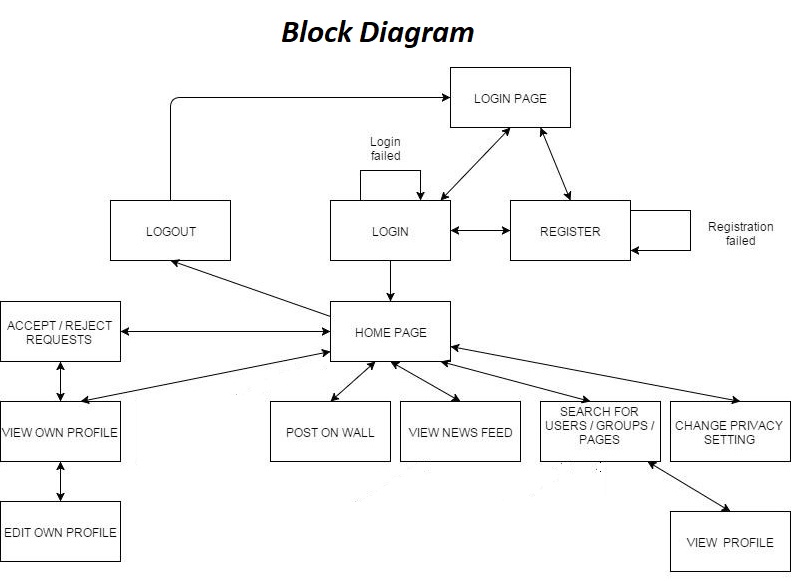 Block Diagram
LOGIN PAGE
Login
failed
LOGOUT
LOGIN
REGISTER
Registration
failed
ACCEPT / REJECT
REQUESTS
HOME PAGE
VIEW OWN PROFILE
POST ON WALL
VIEW NEWS FEED
SEARCH FOR
USERS / GROUPS /
PAGES
CHANGE PRIVACY
SETTING
EDIT OWN PROFILE
VIEW PROFILE